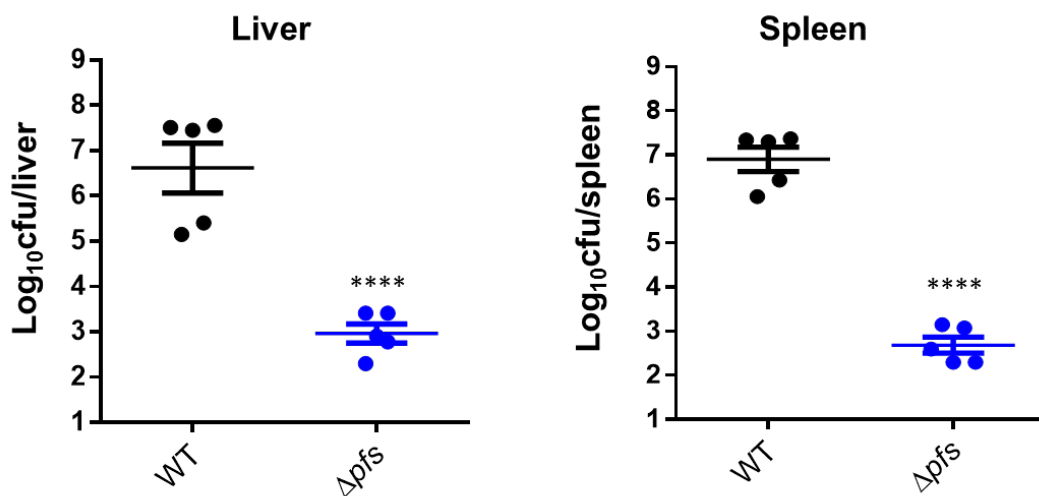 Liver
Log₁₀cfu/liver
9
8
7
6
5
4
3
2
1
****
WT
Δpfs
Spleen
Log₁₀cfu/spleen
9
8
7
6
5
4
3
2
1
****
WT
Δpfs